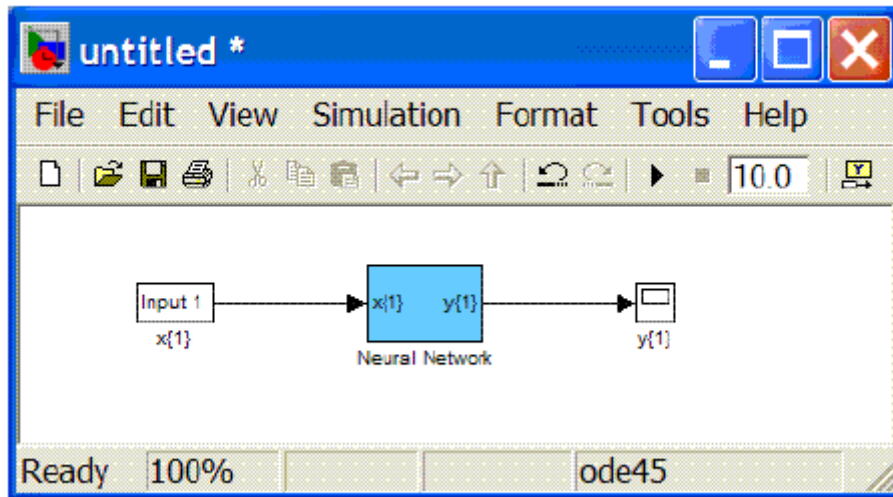 untitled *
File Edit View Simulation Format Tools Help
10.0
Input 1 x{1} y{1}
x{1} Neural Network y{1}
Ready 100% ode45